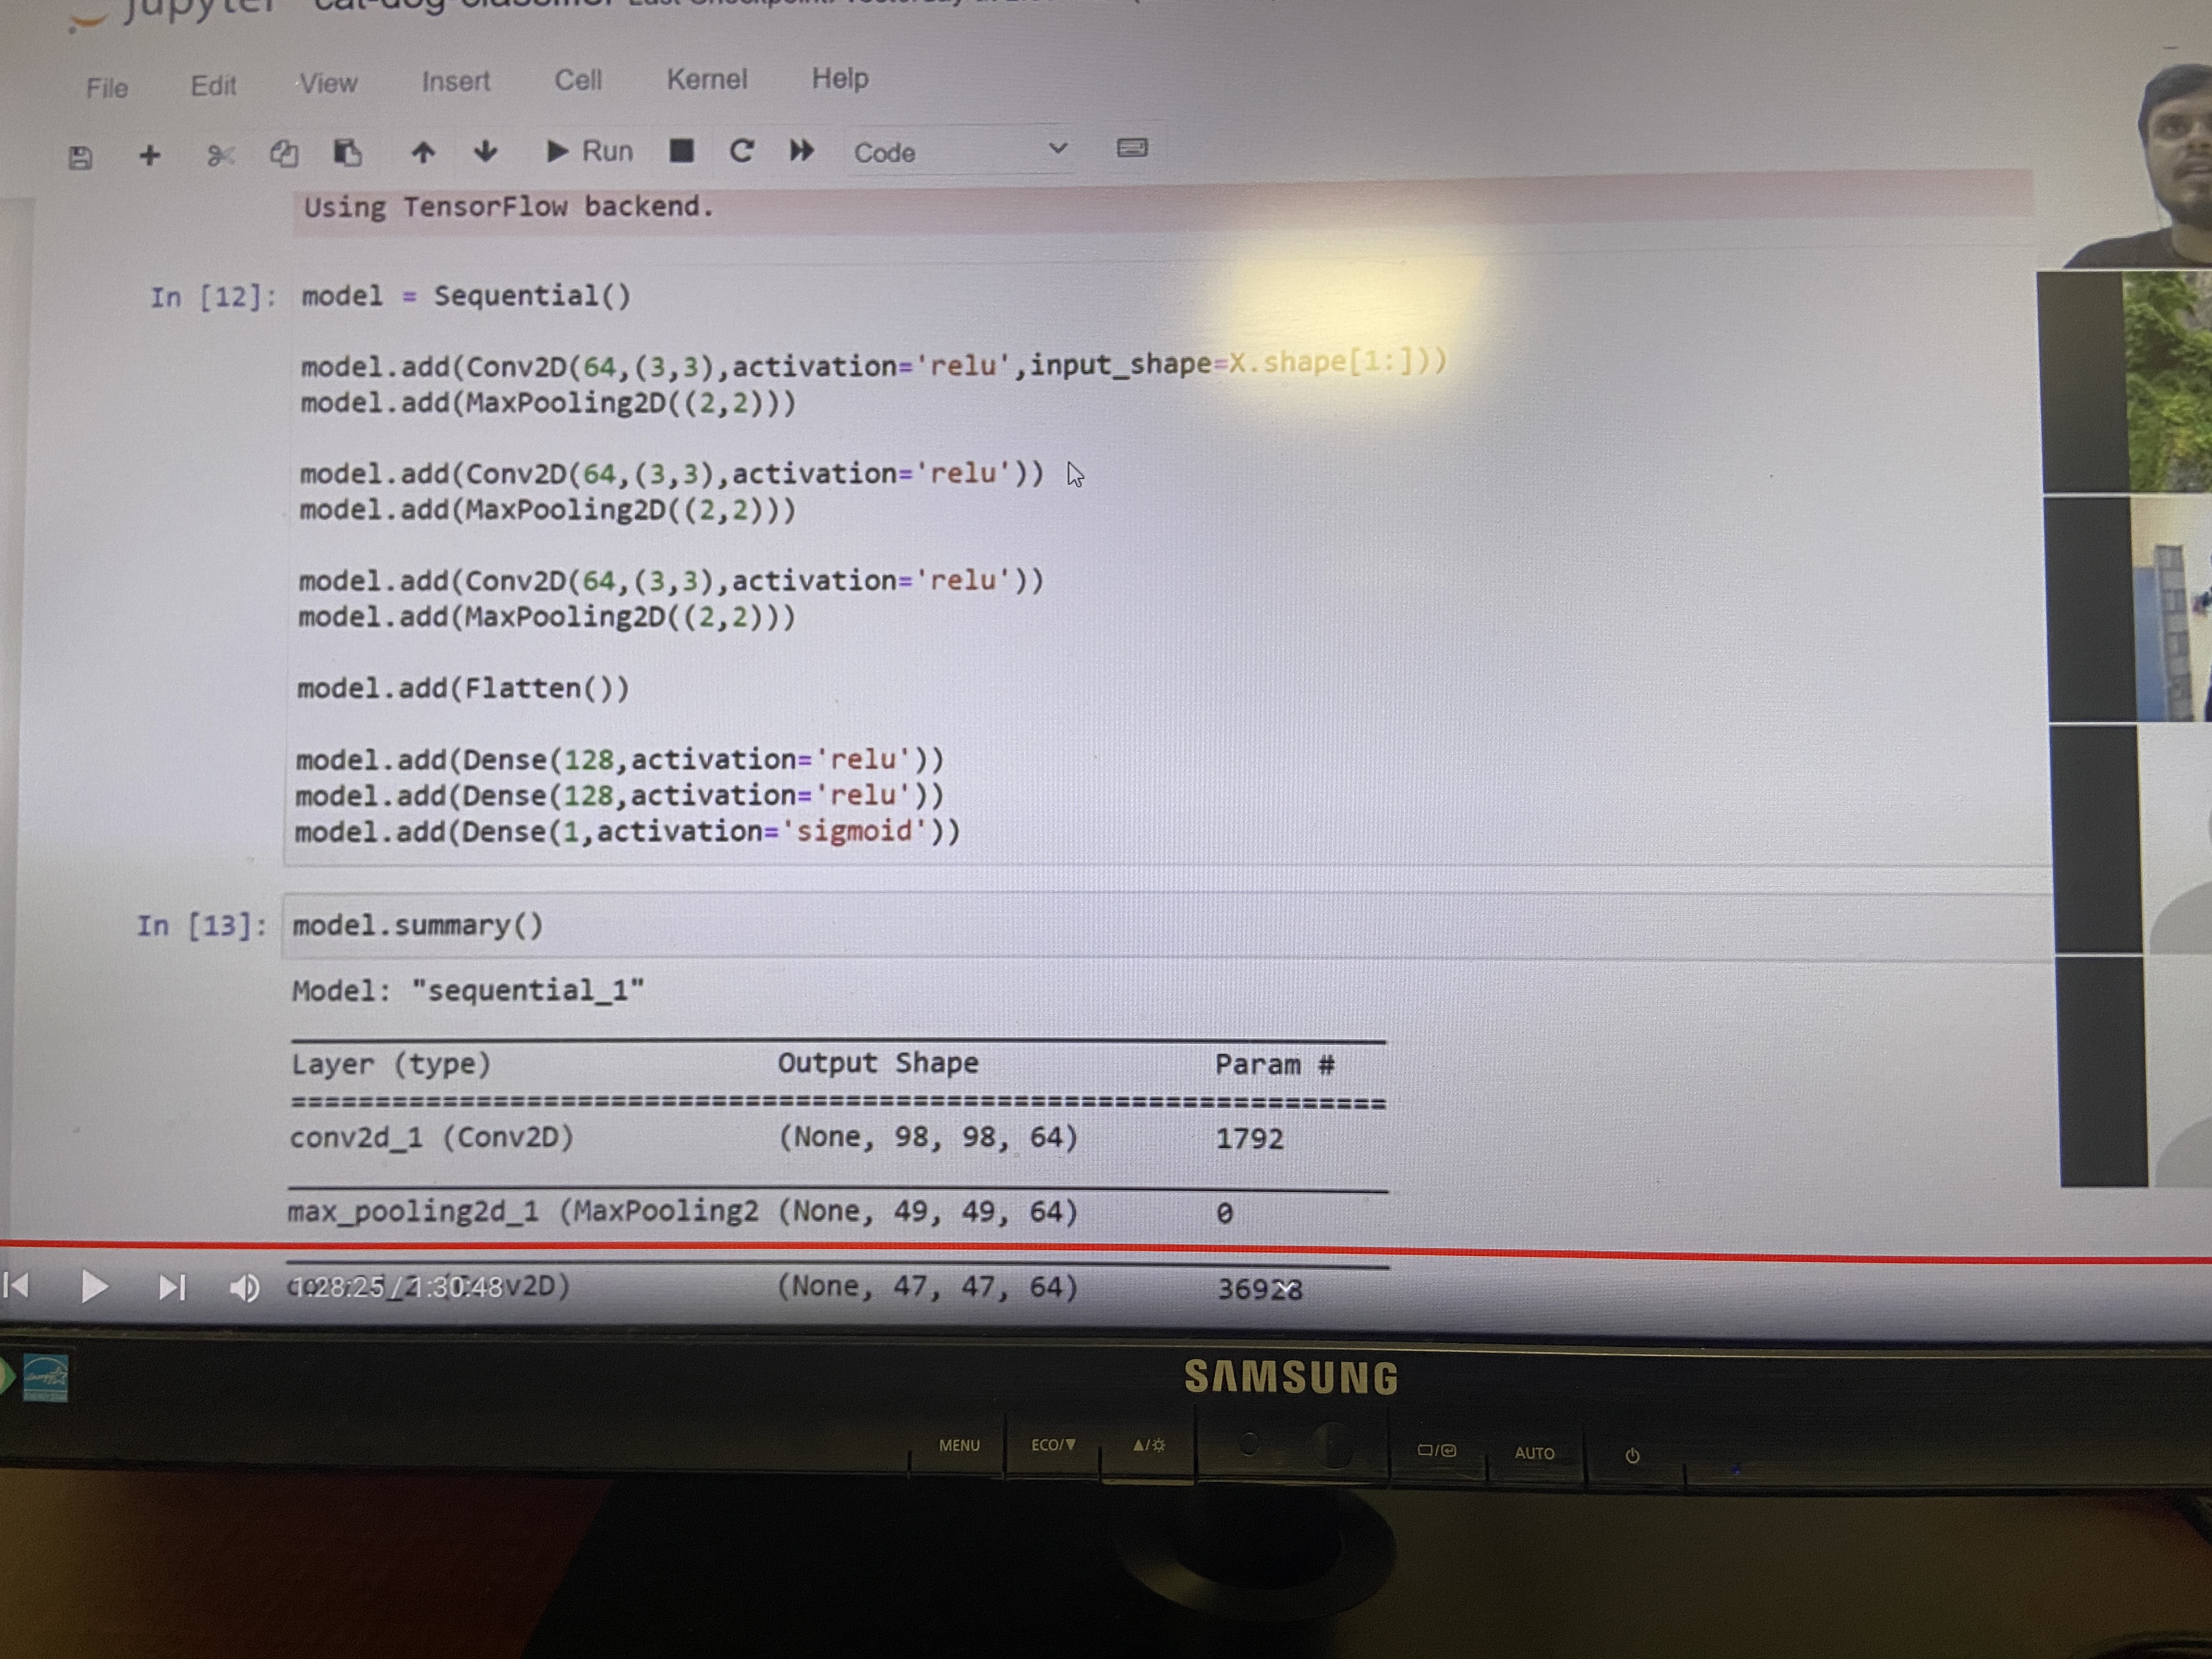 jupyter cat-dog-classifier
File Edit View Insert Cell Kernel Help
Run Code
Using TensorFlow backend.
In [12]: model = Sequential()
model.add(Conv2D(64,(3,3),activation='relu',input_shape=X.shape[1:]))
model.add(MaxPooling2D((2,2)))
model.add(Conv2D(64,(3,3),activation='relu'))
model.add(MaxPooling2D((2,2)))
model.add(Conv2D(64,(3,3),activation='relu'))
model.add(MaxPooling2D((2,2)))
model.add(Flatten())
model.add(Dense(128,activation='relu'))
model.add(Dense(128,activation='relu'))
model.add(Dense(1,activation='sigmoid'))
In [13]: model.summary()
Model: "sequential_1"
Layer (type) Output Shape Param #
================================================================
conv2d_1 (Conv2D) (None, 98, 98, 64) 1792
max_pooling2d_1 (MaxPooling2 (None, 49, 49, 64) 0
(None, 47, 47, 64) 36928
1:28:25 / 1:30:48
SAMSUNG
MENU ECO/▼ ▲/☼ AUTO